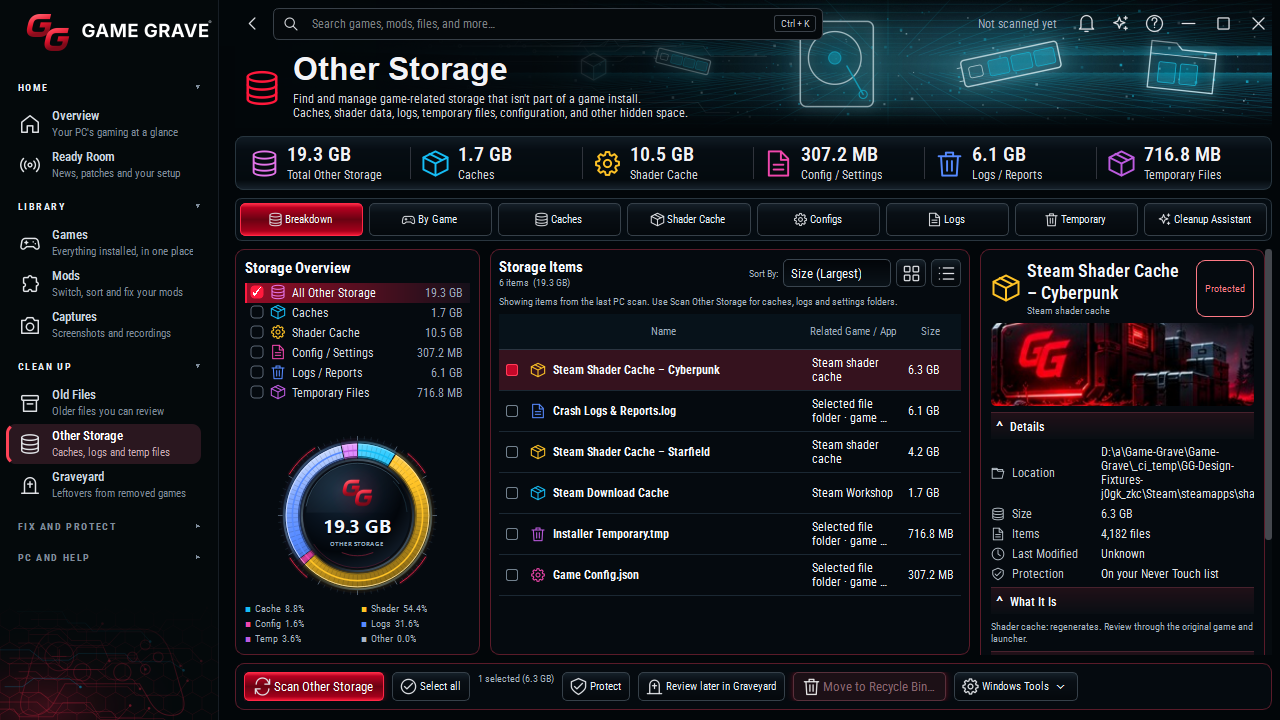 GG GAME GRAVE
Search games, mods, files, and more...
Ctrl + K
Not scanned yet
HOME
Overview
Your PC's gaming at a glance
Ready Room
News, patches and your setup
LIBRARY
Games
Everything installed, in one place
Mods
Switch, sort and fix your mods
Captures
Screenshots and recordings
CLEAN UP
Old Files
Older files you can review
Other Storage
Caches, logs and temp files
Graveyard
Leftovers from removed games
FIX AND PROTECT
PC AND HELP
Other Storage
Find and manage game-related storage that isn't part of a game install.
Caches, shader data, logs, temporary files, configuration, and other hidden space.
19.3 GB
Total Other Storage
1.7 GB
Caches
10.5 GB
Shader Cache
307.2 MB
Config / Settings
6.1 GB
Logs / Reports
716.8 MB
Temporary Files
Breakdown
By Game
Caches
Shader Cache
Configs
Logs
Temporary
Cleanup Assistant
Storage Overview
All Other Storage 19.3 GB
Caches 1.7 GB
Shader Cache 10.5 GB
Config / Settings 307.2 MB
Logs / Reports 6.1 GB
Temporary Files 716.8 MB
GG
19.3 GB
OTHER STORAGE
Cache 8.8% Shader 54.4%
Config 1.6% Logs 31.6%
Temp 3.6% Other 0.0%
Storage Items
6 items (19.3 GB)
Sort By: Size (Largest)
Showing items from the last PC scan. Use Scan Other Storage for caches, logs and settings folders.
Name Related Game / App Size
Steam Shader Cache – Cyberpunk Steam shader cache 6.3 GB
Crash Logs & Reports.log Selected file folder · game ... 6.1 GB
Steam Shader Cache – Starfield Steam shader cache 4.2 GB
Steam Download Cache Steam Workshop 1.7 GB
Installer Temporary.tmp Selected file folder · game ... 716.8 MB
Game Config.json Selected file folder · game ... 307.2 MB
Steam Shader Cache
– Cyberpunk
Steam shader cache
Protected
GG
^ Details
Location D:\a\Game-Grave\Game-
Grave\_ci_temp\GG-Design-
Fixtures-
j0gk_zkc\Steam\steamapps\sha
Size 6.3 GB
Items 4,182 files
Last Modified Unknown
Protection On your Never Touch list
^ What It Is
Shader cache: regenerates. Review through the original game and
launcher.
Scan Other Storage
Select all
1 selected (6.3 GB)
Protect
Review later in Graveyard
Move to Recycle Bin...
Windows Tools